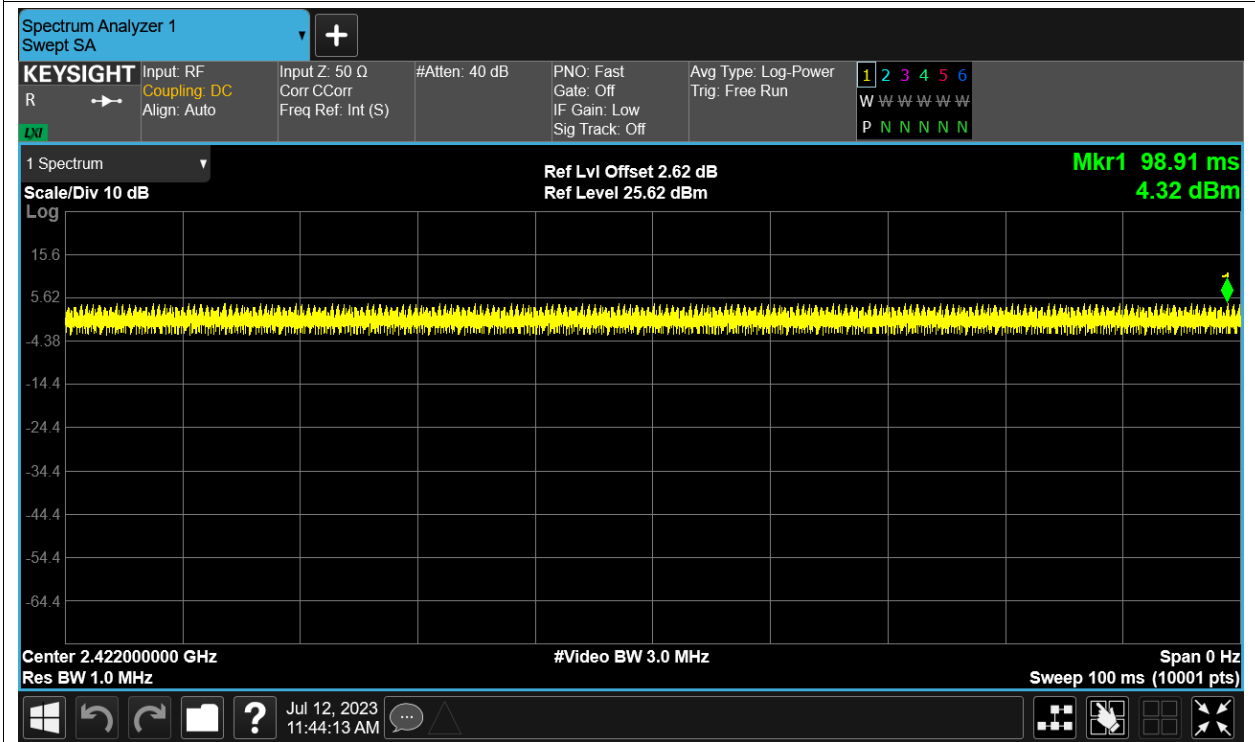 Spectrum Analyzer 1
Swept SA
+
KEYSIGHT
R
LXI
Input: RF
Coupling: DC
Align: Auto
Input Z: 50 Ω
Corr CCorr
Freq Ref: Int (S)
#Atten: 40 dB
PNO: Fast
Gate: Off
IF Gain: Low
Sig Track: Off
Avg Type: Log-Power
Trig: Free Run
1 2 3 4 5 6
W W W W W W
P N N N N N
1 Spectrum
Scale/Div 10 dB
Log
Ref Lvl Offset 2.62 dB
Ref Level 25.62 dBm
Mkr1 98.91 ms
4.32 dBm
15.6
1
5.62
-4.38
-14.4
-24.4
-34.4
-44.4
-54.4
-64.4
Center 2.422000000 GHz
#Video BW 3.0 MHz
Span 0 Hz
Res BW 1.0 MHz
Sweep 100 ms (10001 pts)
?
Jul 12, 2023
11:44:13 AM